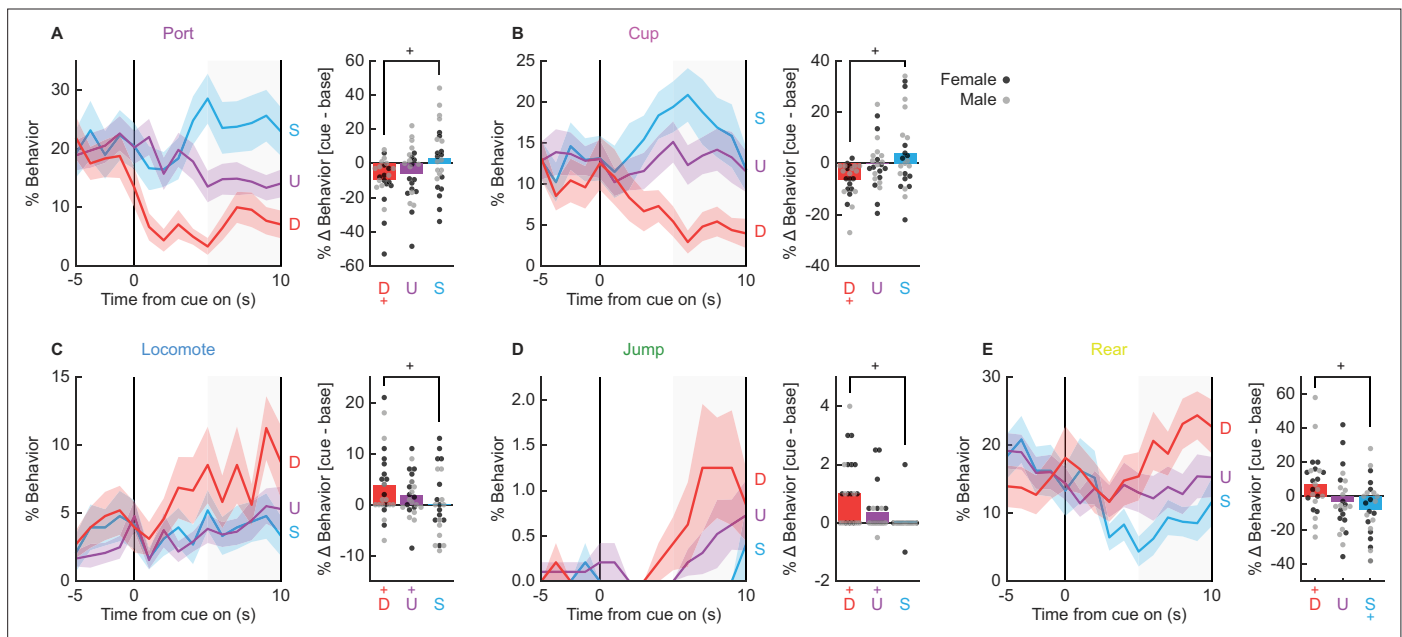 A Port
% Behavior
30
20
10
0
-5 0 10
Time from cue on (s)
S
U
D
% Δ Behavior [cue - base]
60
40
20
0
-20
-40
-60
+
D U S
+
B Cup
% Behavior
25
20
15
10
5
0
-5 0 10
Time from cue on (s)
S
U
D
% Δ Behavior [cue - base]
40
20
0
-20
-40
+
D U S
+
Female
Male
C Locomote
% Behavior
15
10
5
0
-5 0 10
Time from cue on (s)
D
U
S
% Δ Behavior [cue - base]
20
10
0
-10
+
+ +
D U S
D Jump
% Behavior
2.0
1.0
0.0
-5 0 10
Time from cue on (s)
D
U
S
% Δ Behavior [cue - base]
4
2
0
-2
+
+ +
D U S
E Rear
% Behavior
30
20
10
0
-5 0 10
Time from cue on (s)
D
U
S
% Δ Behavior [cue - base]
60
40
20
0
-20
-40
+
+
D U S
+